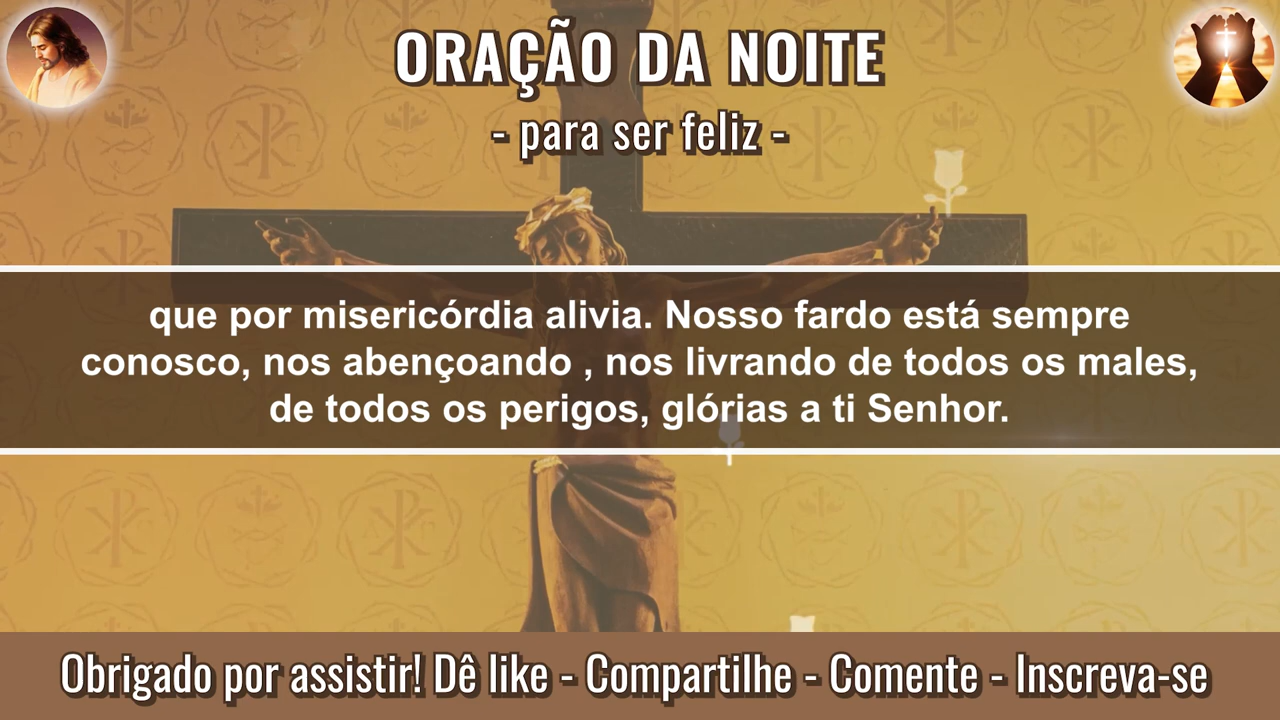 ORAÇÃO DA NOITE
- para ser feliz -
que por misericórdia alivia. Nosso fardo está sempre
conosco, nos abençoando , nos livrando de todos os males,
de todos os perigos, glórias a ti Senhor.
Obrigado por assistir! Dê like - Compartilhe - Comente - Inscreva-se